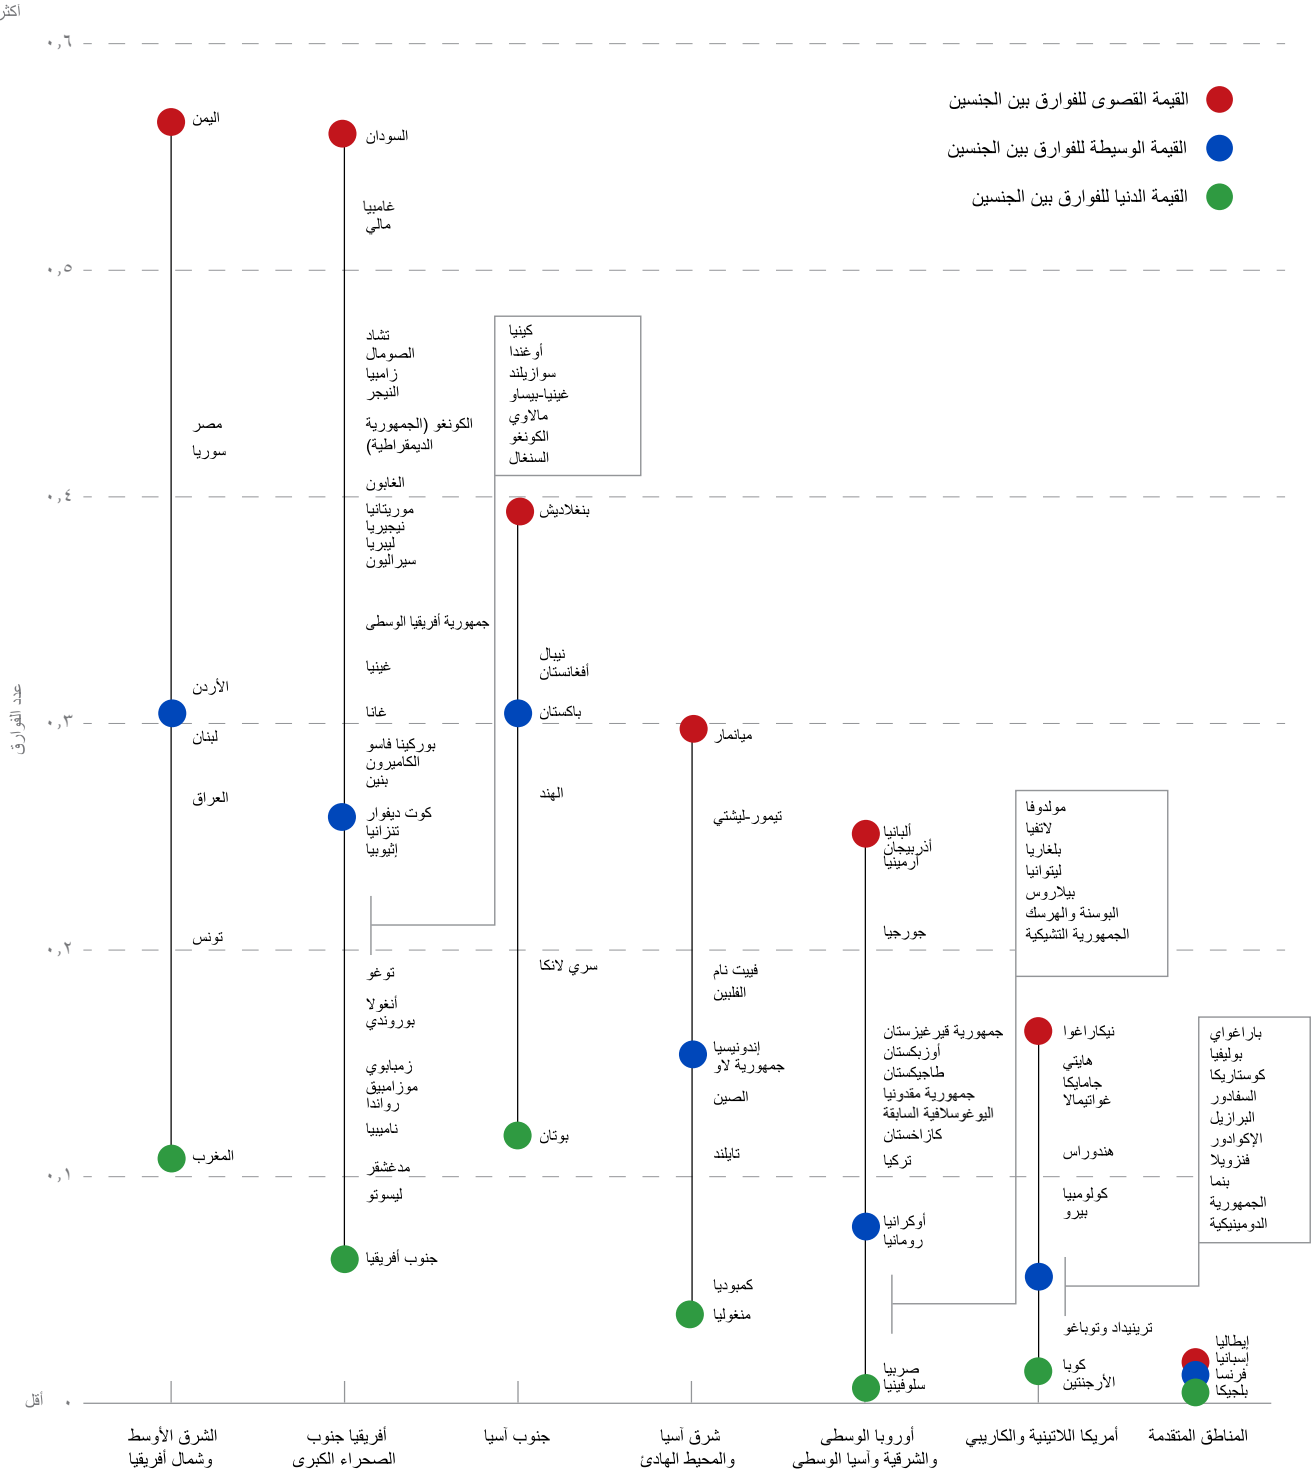 أكثر
٠,٦
القيمة القصوى للفوارق بين الجنسين
القيمة الوسيطة للفوارق بين الجنسين
القيمة الدنيا للفوارق بين الجنسين
٠,٥
٠,٤
٠,٣
٠,٢
٠,١
٠
أقل
عدد الفوارق
اليمن
مصر
سوريا
الأردن
لبنان
العراق
تونس
المغرب
الشرق الأوسط
وشمال أفريقيا
السودان
غامبيا
مالي
تشاد
الصومال
زامبيا
النيجر
الكونغو (الجمهورية
الديمقراطية)
الغابون
موريتانيا
نيجيريا
ليبريا
سيراليون
جمهورية أفريقيا الوسطى
غينيا
غانا
بوركينا فاسو
الكاميرون
بنين
كوت ديفوار
تنزانيا
إثيوبيا
كينيا
أوغندا
سوازيلند
غينيا-بيساو
مالاوي
الكونغو
السنغال
توغو
أنغولا
بوروندي
زمبابوي
موزامبيق
رواندا
ناميبيا
مدغشقر
ليسوتو
جنوب أفريقيا
أفريقيا جنوب
الصحراء الكبرى
بنغلاديش
نيبال
أفغانستان
باكستان
الهند
سري لانكا
بوتان
جنوب آسيا
ميانمار
تيمور-ليشتي
فييت نام
الفلبين
إندونيسيا
جمهورية لاو
الصين
تايلند
كمبوديا
منغوليا
شرق آسيا
والمحيط الهادئ
ألبانيا
أذربيجان
أرمينيا
جورجيا
جمهورية قيرغيزستان
أوزبكستان
طاجيكستان
جمهورية مقدونيا
اليوغوسلافية السابقة
كازاخستان
تركيا
أوكرانيا
رومانيا
مولدوفا
لاتفيا
بلغاريا
ليتوانيا
بيلاروس
البوسنة والهرسك
الجمهورية التشيكية
صربيا
سلوفينيا
أوروبا الوسطى
والشرقية وآسيا الوسطى
نيكاراغوا
هايتي
جامايكا
غواتيمالا
هندوراس
كولومبيا
بيرو
باراغواي
بوليفيا
كوستاريكا
السفادور
البرازيل
الإكوادور
فنزويلا
بنما
الجمهورية
الدومينيكية
ترينيداد وتوباغو
كوبا
الأرجنتين
أمريكا اللاتينية والكاريبي
إيطاليا
إسبانيا
فرنسا
بلجيكا
المناطق المتقدمة